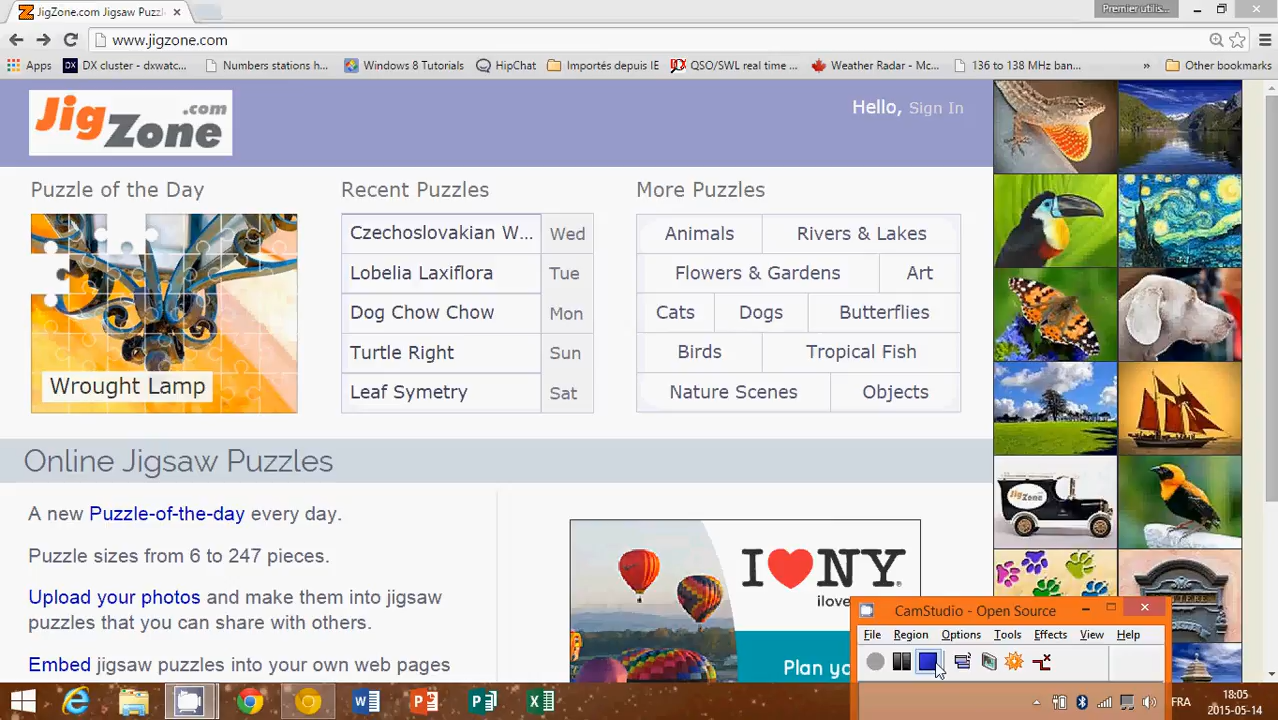 JigZone.com Jigsaw Puzzl
Premier utilis...
www.jigzone.com
Apps DX cluster - dxwatc... Numbers stations h... Windows 8 Tutorials HipChat Importés depuis IE QSO/SWL real time ... Weather Radar - Mc... 136 to 138 MHz ban... » Other bookmarks
JigZone.com
Hello, Sign In
Puzzle of the Day
Wrought Lamp
Recent Puzzles
Czechoslovakian W... Wed
Lobelia Laxiflora Tue
Dog Chow Chow Mon
Turtle Right Sun
Leaf Symetry Sat
More Puzzles
Animals Rivers & Lakes
Flowers & Gardens Art
Cats Dogs Butterflies
Birds Tropical Fish
Nature Scenes Objects
Online Jigsaw Puzzles
A new Puzzle-of-the-day every day.
Puzzle sizes from 6 to 247 pieces.
Upload your photos and make them into jigsaw
puzzles that you can share with others.
Embed jigsaw puzzles into your own web pages
I NY
ilove
Plan yo
JigZone
CamStudio - Open Source
File Region Options Tools Effects View Help
FRA
18:05
2015-05-14